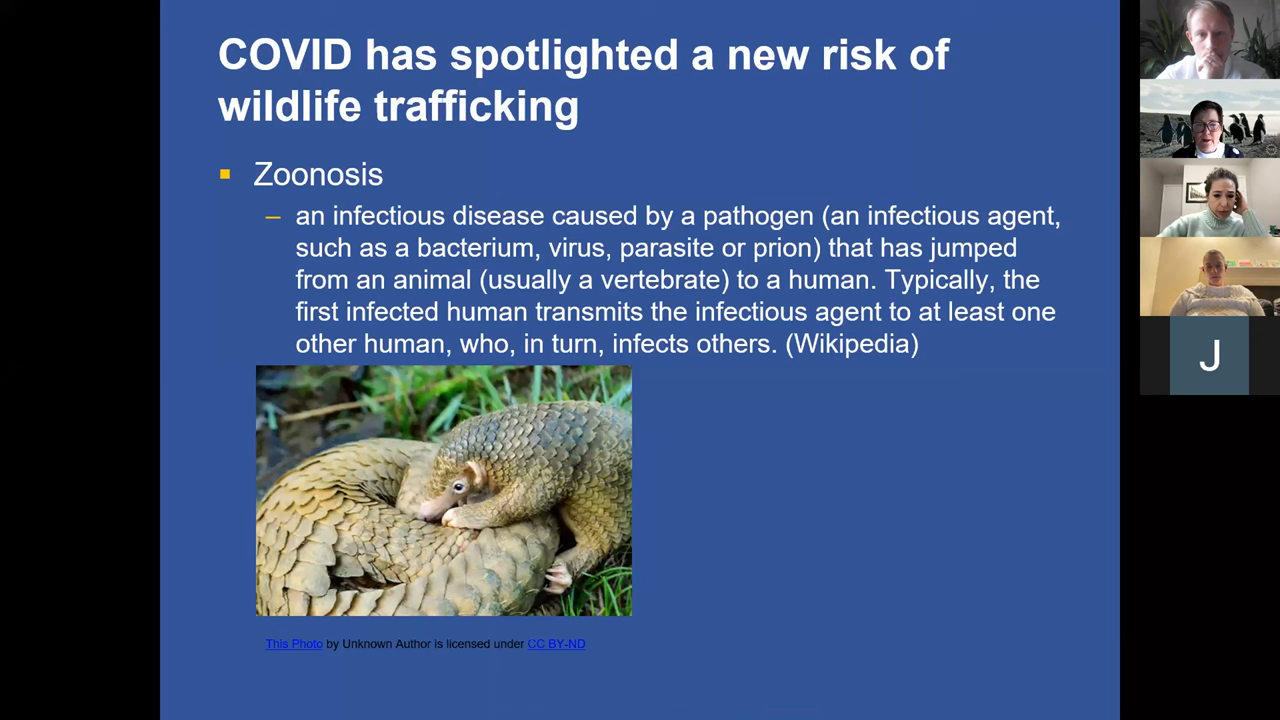 COVID has spotlighted a new risk of
wildlife trafficking
Zoonosis
– an infectious disease caused by a pathogen (an infectious agent,
such as a bacterium, virus, parasite or prion) that has jumped
from an animal (usually a vertebrate) to a human. Typically, the
first infected human transmits the infectious agent to at least one
other human, who, in turn, infects others. (Wikipedia)
This Photo by Unknown Author is licensed under CC BY-ND
J